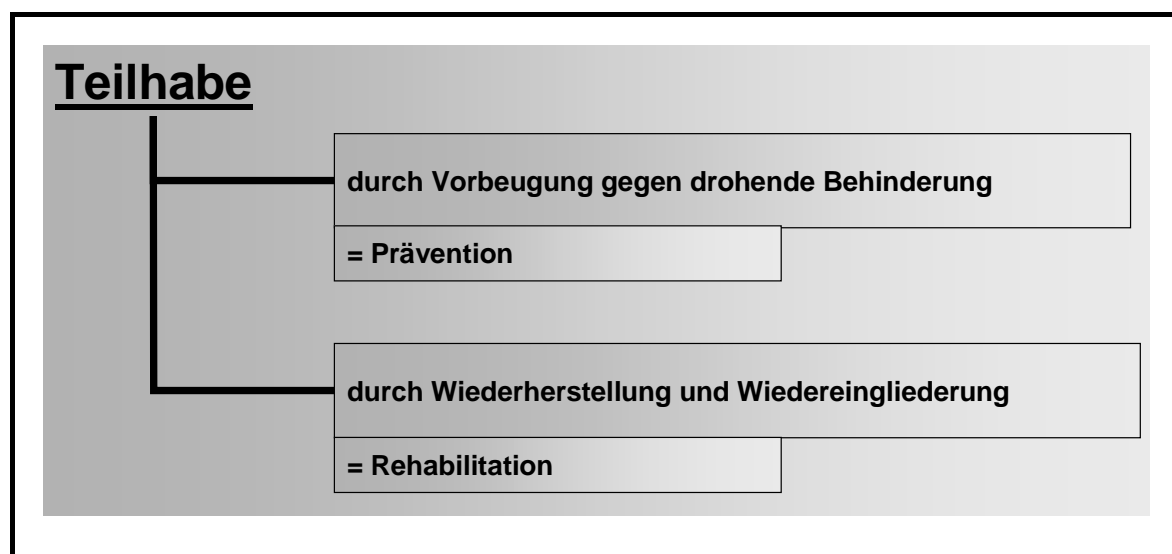 Teilhabe
durch Vorbeugung gegen drohende Behinderung
= Prävention
durch Wiederherstellung und Wiedereingliederung
= Rehabilitation